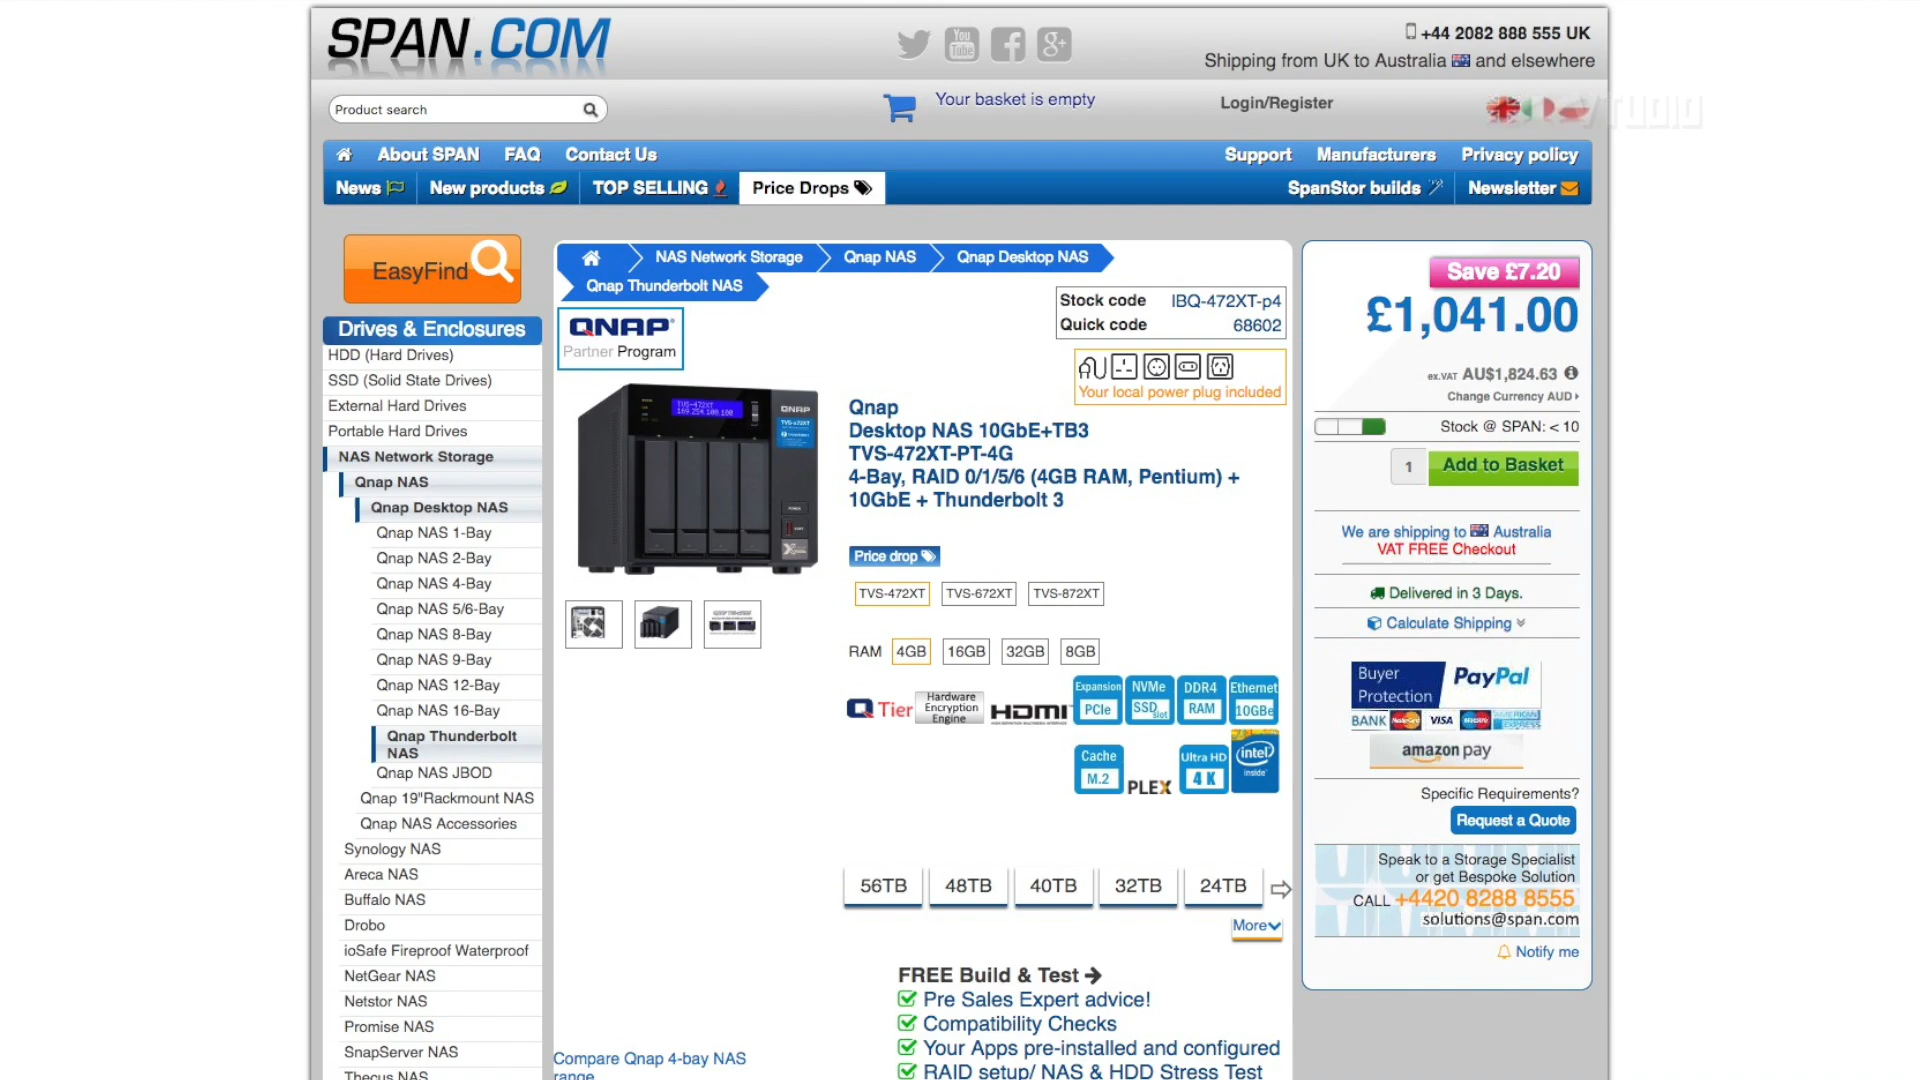 SPAN.COM
+44 2082 888 555 UK
Shipping from UK to Australia and elsewhere
Product search
Your basket is empty
Login/Register
About SPAN FAQ Contact Us
Support Manufacturers Privacy policy
News New products TOP SELLING Price Drops
SpanStor builds Newsletter
EasyFind
Drives & Enclosures
HDD (Hard Drives)
SSD (Solid State Drives)
External Hard Drives
Portable Hard Drives
NAS Network Storage
Qnap NAS
Qnap Desktop NAS
Qnap NAS 1-Bay
Qnap NAS 2-Bay
Qnap NAS 4-Bay
Qnap NAS 5/6-Bay
Qnap NAS 8-Bay
Qnap NAS 9-Bay
Qnap NAS 12-Bay
Qnap NAS 16-Bay
Qnap Thunderbolt
NAS
Qnap NAS JBOD
Qnap 19"Rackmount NAS
Qnap NAS Accessories
Synology NAS
Areca NAS
Buffalo NAS
Drobo
ioSafe Fireproof Waterproof
NetGear NAS
Netstor NAS
Promise NAS
SnapServer NAS
Thecus NAS
NAS Network Storage Qnap NAS Qnap Desktop NAS
Qnap Thunderbolt NAS
QNAP
Partner Program
Stock code IBQ-472XT-p4
Quick code 68602
Your local power plug included
TVS-472XT
169.254.100.100
QNAP
Qnap
Desktop NAS 10GbE+TB3
TVS-472XT-PT-4G
4-Bay, RAID 0/1/5/6 (4GB RAM, Pentium) +
10GbE + Thunderbolt 3
Price drop
TVS-472XT TVS-672XT TVS-872XT
RAM 4GB 16GB 32GB 8GB
Q Tier
Hardware
Encryption
Engine
HDMI
Expansion
PCIe
NVMe
SSD slot
DDR4
RAM
Ethernet
10GBe
Cache
M.2
PLEX
Ultra HD
4K
intel
inside
56TB 48TB 40TB 32TB 24TB
More
FREE Build & Test
Pre Sales Expert advice!
Compatibility Checks
Your Apps pre-installed and configured
RAID setup/ NAS & HDD Stress Test
Compare Qnap 4-bay NAS
range
Save £7.20
£1,041.00
ex.VAT AU$1,824.63
Change Currency AUD
Stock @ SPAN: < 10
1 Add to Basket
We are shipping to Australia
VAT FREE Checkout
Delivered in 3 Days.
Calculate Shipping
Buyer
Protection
PayPal
BANK MasterCard VISA Maestro AMERICAN EXPRESS
amazon pay
Specific Requirements?
Request a Quote
Speak to a Storage Specialist
or get Bespoke Solution
CALL +4420 8288 8555
solutions@span.com
Notify me